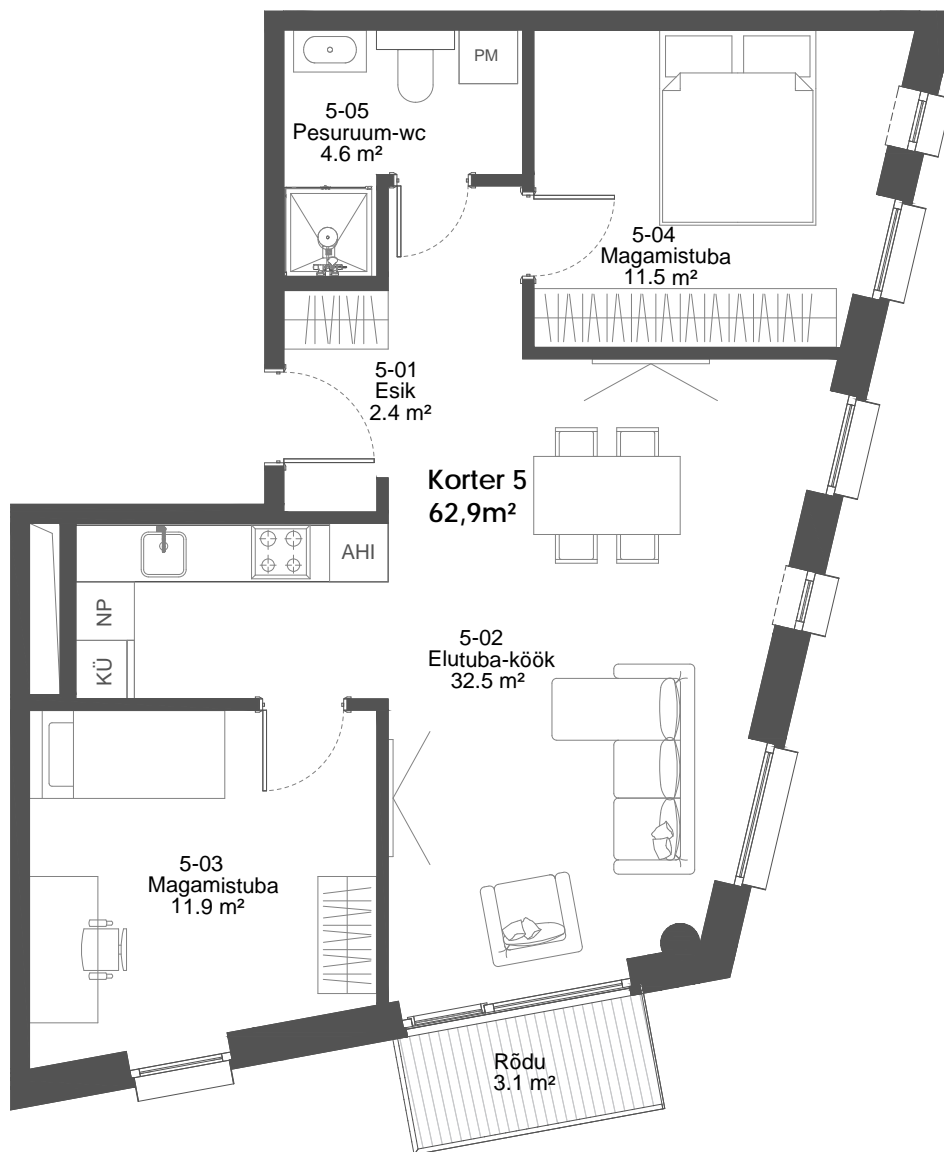 PM
5-05
Pesuruum-wc
4.6 m²
5-04
Magamistuba
11.5 m²
5-01
Esik
2.4 m²
Korter 5
62,9m²
AHI
NP
KÜ
5-02
Elutuba-köök
32.5 m²
5-03
Magamistuba
11.9 m²
Rõdu
3.1 m²